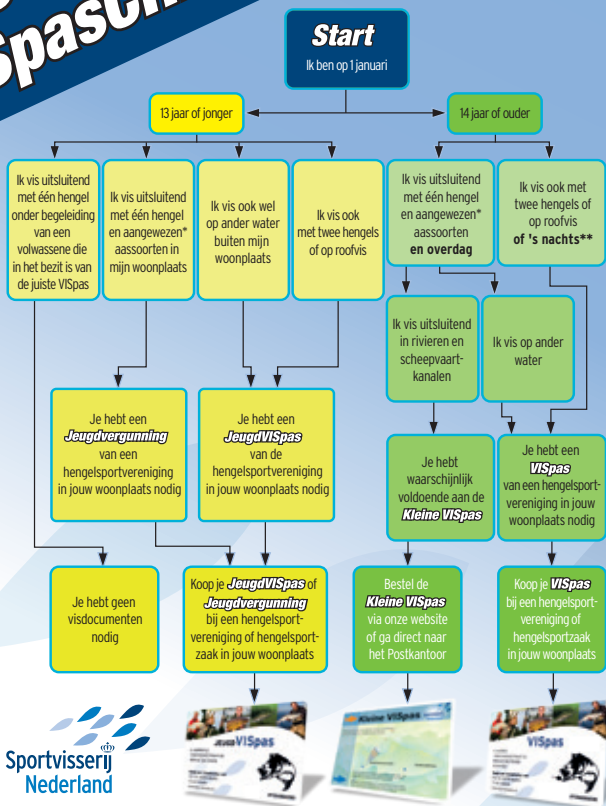 Start
Ik ben op 1 januari
13 jaar of jonger
14 jaar of ouder
Ik vis uitsluitend
met één hengel
onder begeleiding
van een
volwassene die
in het bezit is van
de juiste VISpas
Ik vis uitsluitend
met één hengel
en aangewezen*
aassoorten in
mijn woonplaats
Ik vis ook wel
op ander water
buiten mijn
woonplaats
Ik vis ook
met twee hengels
of op roofvis
Ik vis uitsluitend
met één hengel
en aangewezen*
aassoorten
en overdag
Ik vis ook met
twee hengels of
op roofvis
of 's nachts**
Ik vis uitsluitend
in rivieren en
scheepvaart-
kanalen
Ik vis op ander
water
Je hebt een
Jeugdvergunning
van een
hengelsportvereniging
in jouw woonplaats nodig
Je hebt een
JeugdVISpas
van de
hengelsportvereniging
in jouw woonplaats nodig
Je hebt
waarschijnlijk
voldoende aan de
Kleine VISpas
Je hebt een
VISpas
van een hengelsport-
vereniging in jouw
woonplaats nodig
Je hebt geen
visdocumenten
nodig
Koop je JeugdVISpas of
Jeugdvergunning
bij een hengelsport-
vereniging of hengelsport-
zaak in jouw woonplaats
Bestel de
Kleine VISpas
via onze website
of ga direct naar
het Postkantoor
Koop je VISpas
bij een hengelsport-
vereniging of
hengelsportzaak
in jouw woonplaats
Sportvisserij
Nederland
JEUGDVISpas
Kleine VISpas
VISpas